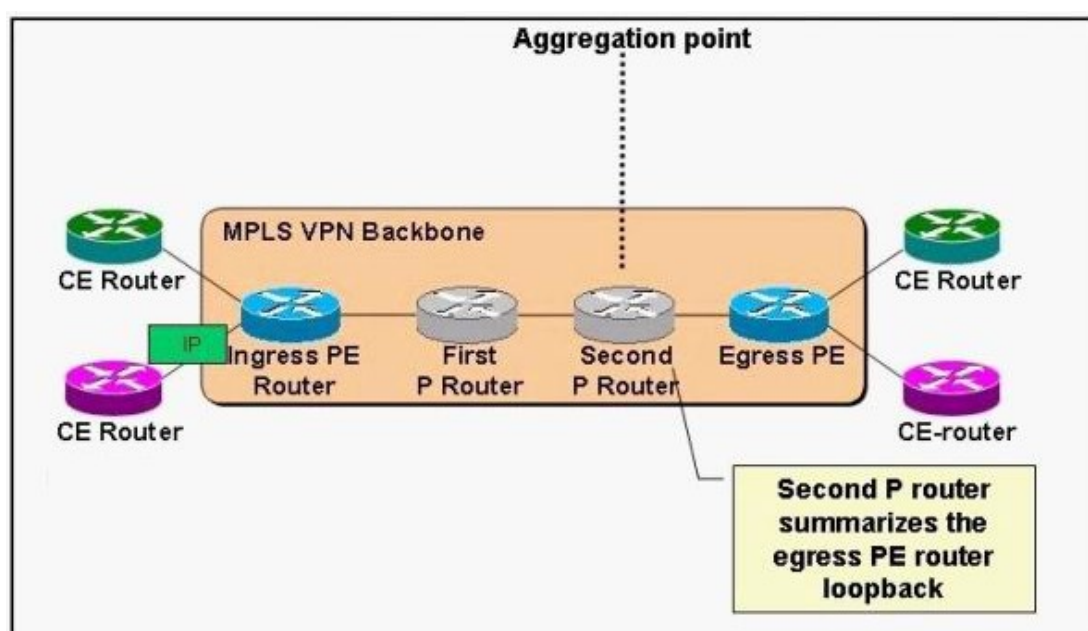 Aggregation point
MPLS VPN Backbone
CE Router
CE Router
IP
Ingress PE
Router
First
P Router
Second
P Router
Egress PE
CE Router
CE-router
Second P router
summarizes the
egress PE router
loopback